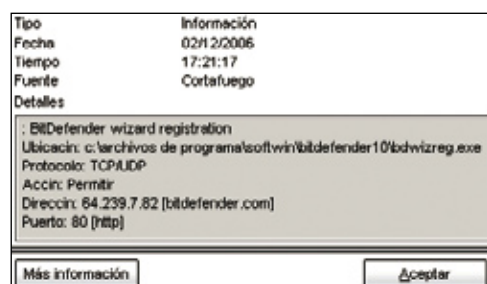 Tipo Información
Fecha 02/12/2006
Tiempo 17:21:17
Fuente Cortafuego
Detalles
: BitDefender wizard registration
Ubicacin: c:\archivos de programa\softwin\bitdefender10\bdwizreg.exe
Protocolo: TCP/UDP
Accin: Permitir
Direccin: 64.239.7.82 [bitdefender.com]
Puerto: 80 [http]
Más información Aceptar